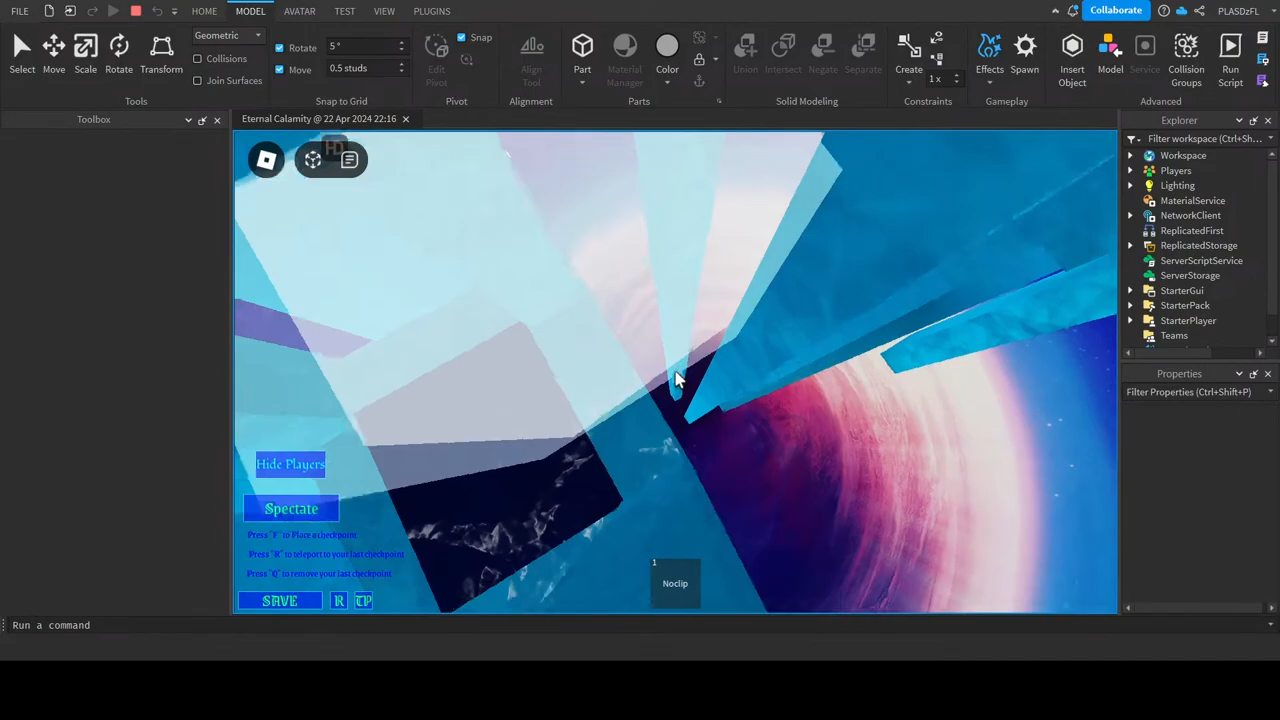 FILE HOME MODEL AVATAR TEST VIEW PLUGINS Collaborate PLASDzFL
Select Move Scale Rotate Transform
Geometric
Collisions
Join Surfaces
Tools
Rotate 5 °
Move 0.5 studs
Snap to Grid
Edit Pivot
Snap
Pivot
Align Tool
Alignment
Part
Material Manager
Color
Parts
Union Intersect Negate Separate
Solid Modeling
Create
1 x
Constraints
Effects Spawn
Gameplay
Insert Object
Model
Service
Collision Groups
Run Script
Advanced
Toolbox
Eternal Calamity @ 22 Apr 2024 22:16
HD
Hide Players
Spectate
Press "F" to Place a checkpoint
Press "R" to teleport to your last checkpoint
Press "Q" to remove your last checkpoint
SAVE R TP
1
Noclip
Explorer
Filter workspace (Ctrl+Sh...
Workspace
Players
Lighting
MaterialService
NetworkClient
ReplicatedFirst
ReplicatedStorage
ServerScriptService
ServerStorage
StarterGui
StarterPack
StarterPlayer
Teams
Properties
Filter Properties (Ctrl+Shift+P)
Run a command